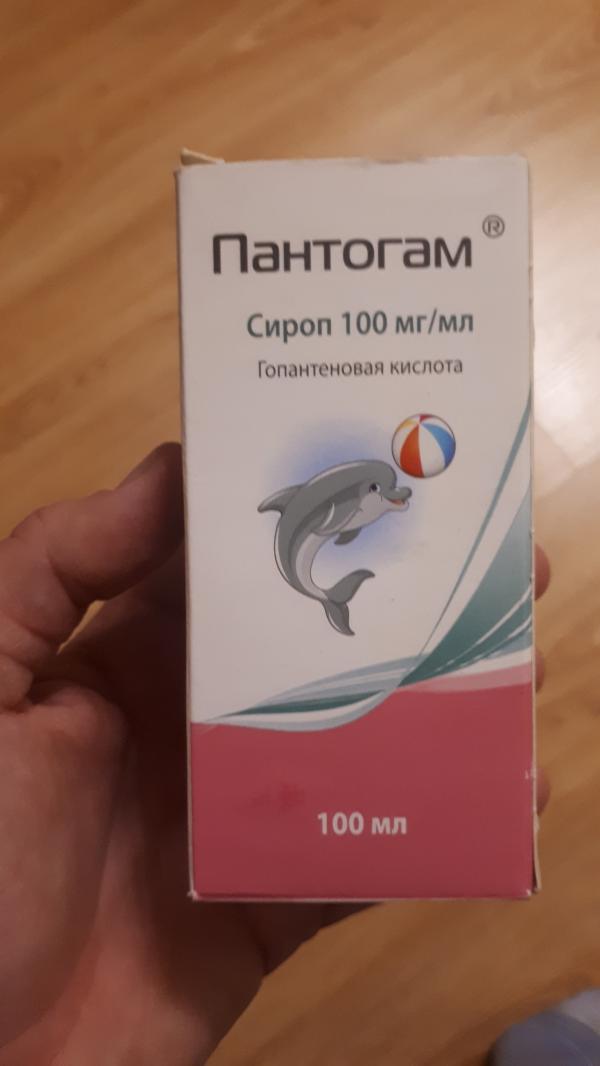 Пантогам ®
Сироп 100 мг/мл
Гопантеновая кислота
100 мл